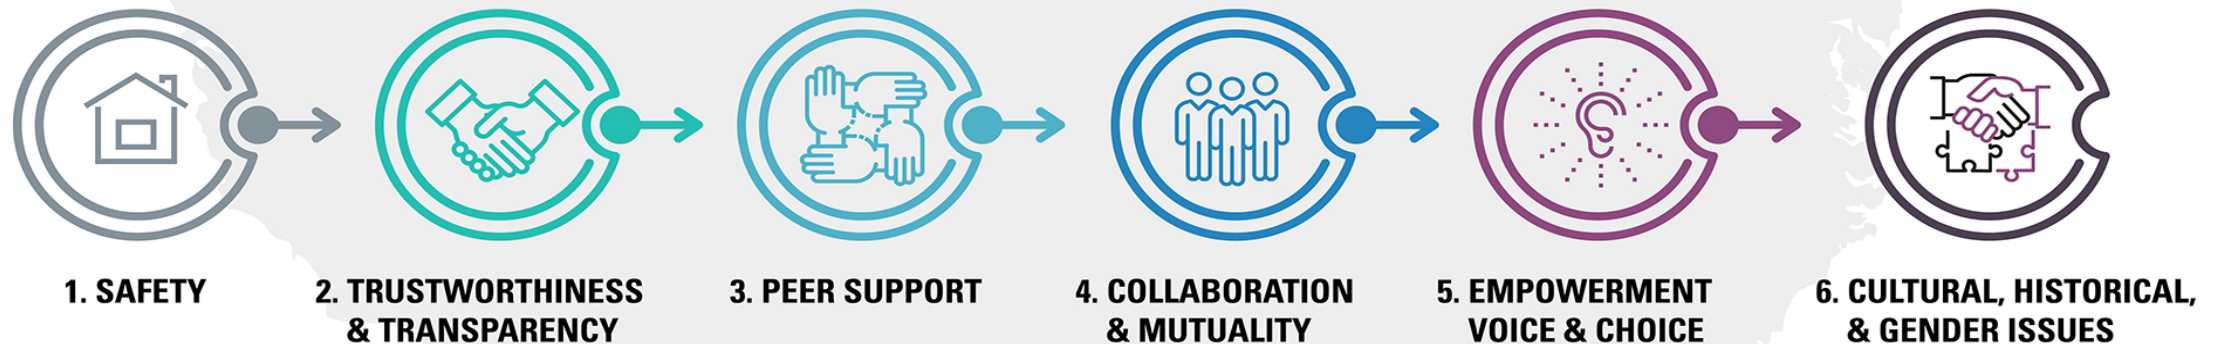 1. SAFETY
2. TRUSTWORTHINESS
& TRANSPARENCY
3. PEER SUPPORT
4. COLLABORATION
& MUTUALITY
5. EMPOWERMENT
VOICE & CHOICE
6. CULTURAL, HISTORICAL,
& GENDER ISSUES